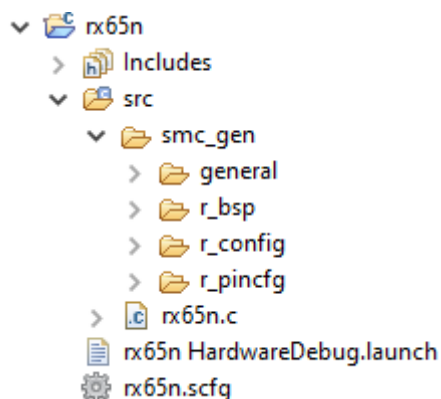 rx65n
Includes
src
smc_gen
general
r_bsp
r_config
r_pincfg
rx65n.c
rx65n HardwareDebug.launch
rx65n.scfg